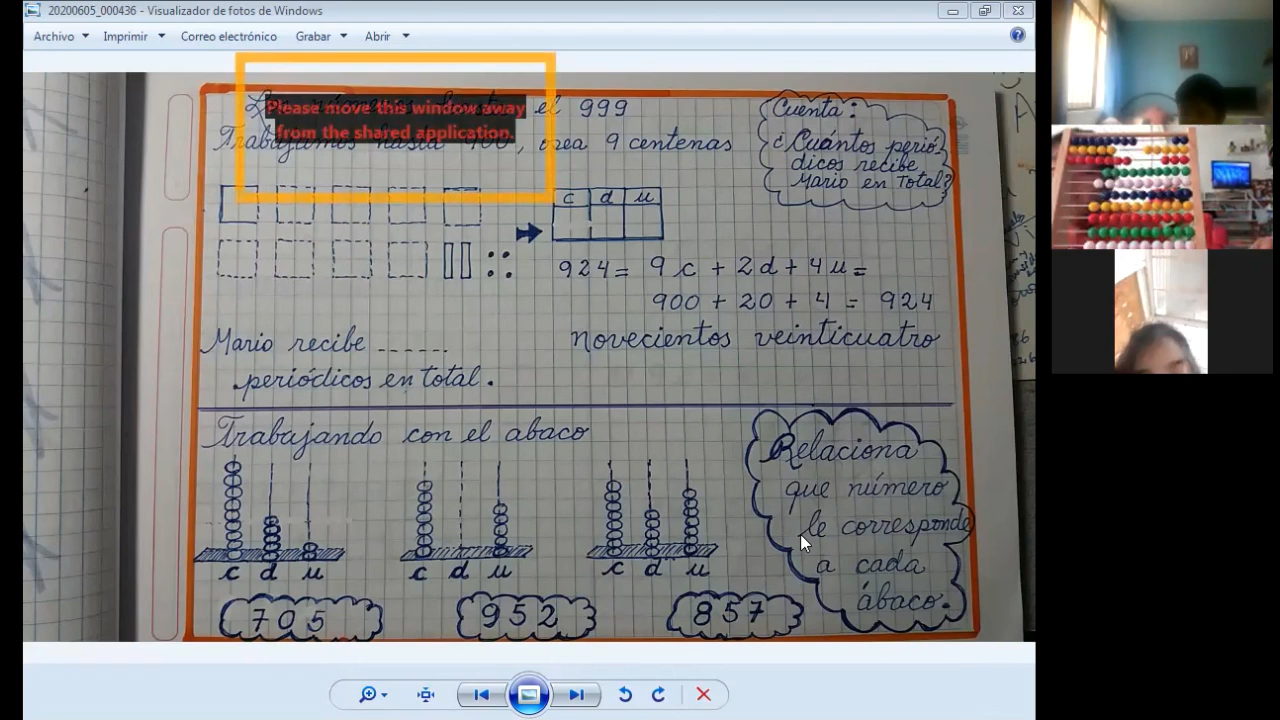 20200605_000436 - Visualizador de fotos de Windows
Archivo Imprimir Correo electrónico Grabar Abrir
Please move this window away
from the shared application.
el 999
Trabajamos hasta 900, osea 9 centenas
Cuenta:
¿Cuántos perió-
dicos recibe
Mario en Total?
c d u
924 = 9c + 2d + 4u =
900 + 20 + 4 = 924
Mario recibe ------
novecientos veinticuatro
periódicos en total.
Trabajando con el abaco
Relaciona
que número
le corresponde
a cada
ábaco.
c d u
c d u
c d u
705
952
857